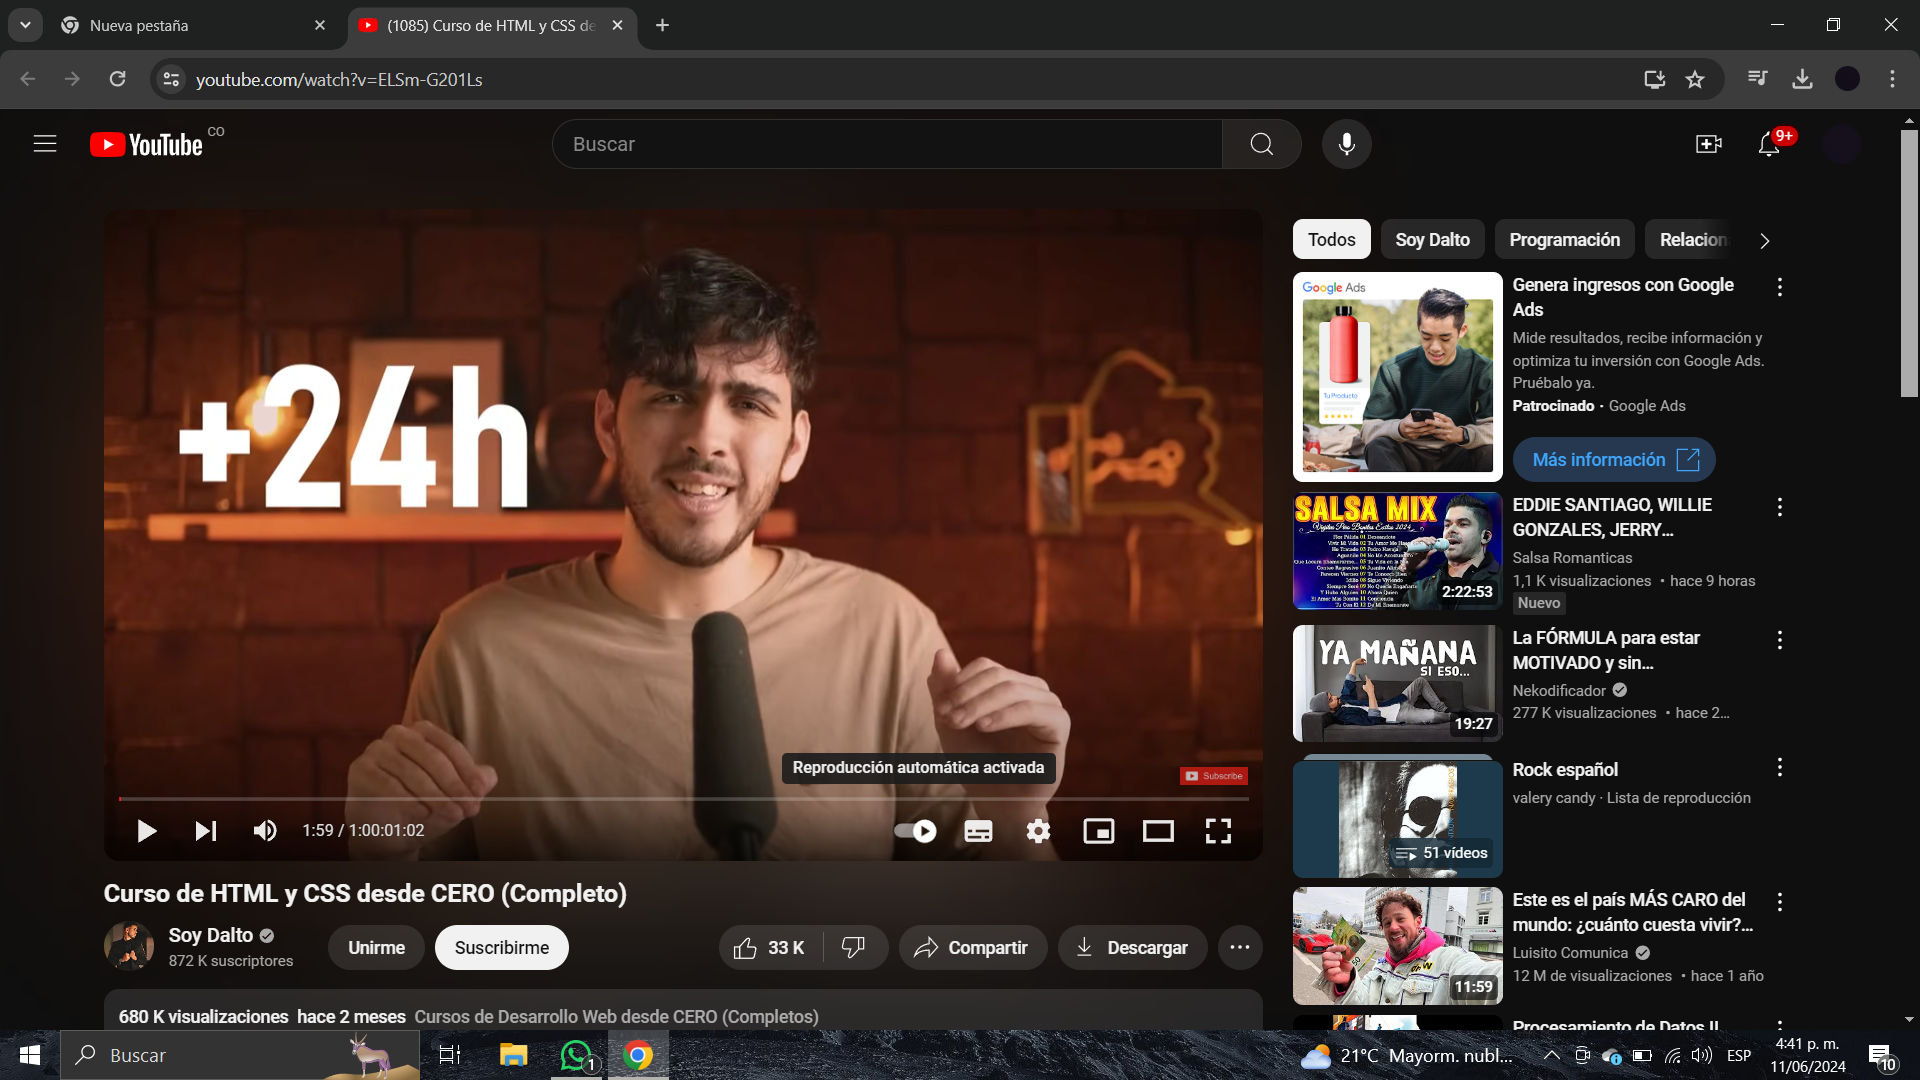 Nueva pestaña
(1085) Curso de HTML y CSS de
youtube.com/watch?v=ELSm-G201Ls
YouTube CO
Buscar
9+
+24h
Reproducción automática activada
Subscribe
1:59 / 1:00:01:02
Curso de HTML y CSS desde CERO (Completo)
Soy Dalto
872 K suscriptores
Unirme
Suscribirme
33 K
Compartir
Descargar
680 K visualizaciones hace 2 meses Cursos de Desarrollo Web desde CERO (Completos)
Todos
Soy Dalto
Programación
Relacion
Google Ads
Tu Producto
Genera ingresos con Google
Ads
Mide resultados, recibe información y
optimiza tu inversión con Google Ads.
Pruébalo ya.
Patrocinado • Google Ads
Más información
SALSA MIX
2:22:53
EDDIE SANTIAGO, WILLIE
GONZALES, JERRY...
Salsa Romanticas
1,1 K visualizaciones • hace 9 horas
Nuevo
YA MAÑANA
SI ESO...
19:27
La FÓRMULA para estar
MOTIVADO y sin...
Nekodificador
277 K visualizaciones • hace 2...
51 vídeos
Rock español
valery candy · Lista de reproducción
11:59
Este es el país MÁS CARO del
mundo: ¿cuánto cuesta vivir?...
Luisito Comunica
12 M de visualizaciones • hace 1 año
Procesamiento de Datos II
Buscar
1
21°C Mayorm. nubl...
ESP
4:41 p. m.
11/06/2024
10